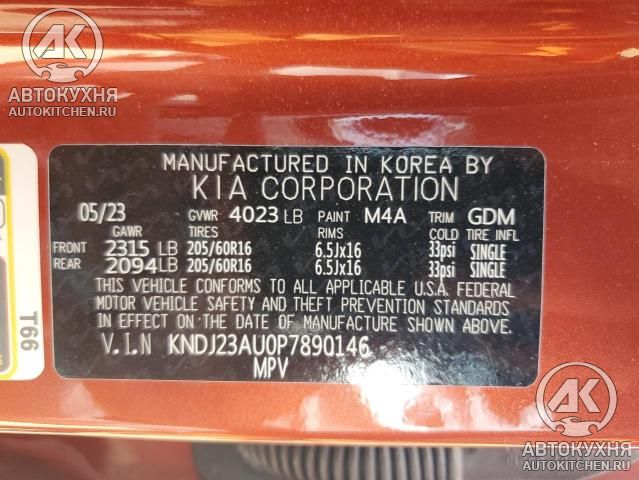 АК
АВТОКУХНЯ
AUTOKITCHEN.RU
MANUFACTURED IN KOREA BY
KIA CORPORATION
05/23 GVWR 4023 LB PAINT M4A TRIM GDM
GAWR TIRES RIMS COLD TIRE INFL
FRONT 2315 LB 205/60R16 6.5Jx16 33psi SINGLE
REAR 2094 LB 205/60R16 6.5Jx16 33psi SINGLE
THIS VEHICLE CONFORMS TO ALL APPLICABLE U.S.A. FEDERAL
MOTOR VEHICLE SAFETY AND THEFT PREVENTION STANDARDS
IN EFFECT ON THE DATE OF MANUFACTURE SHOWN ABOVE.
V.I.N KNDJ23AU0P7890146
MPV
T66
АК
АВТОКУХНЯ
AUTOKITCHEN.RU